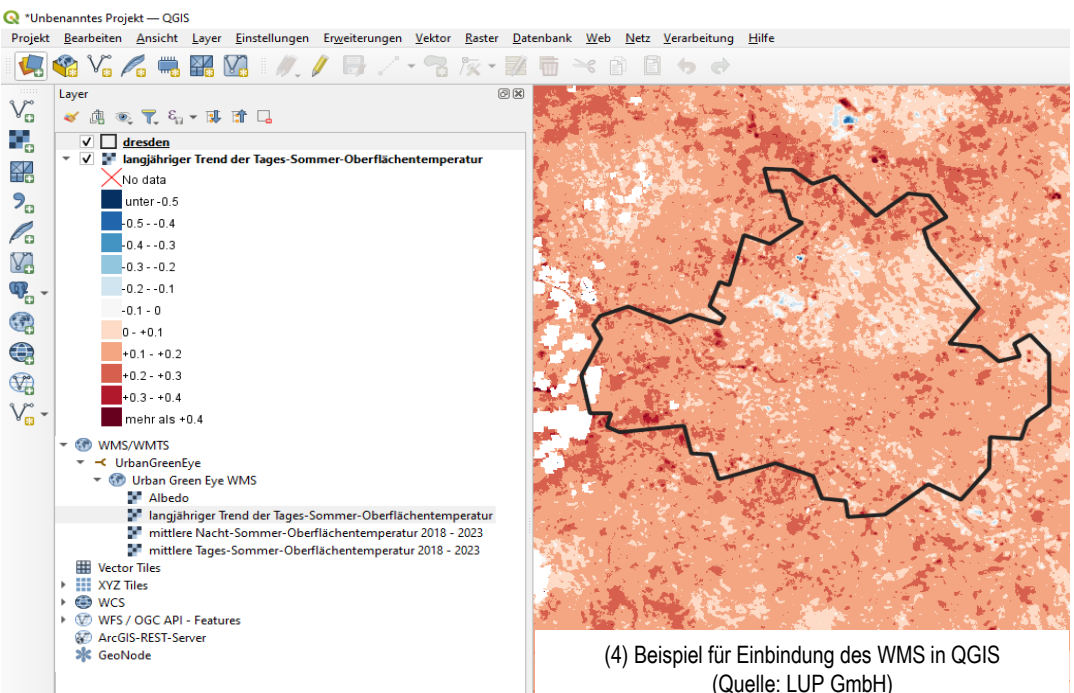 *Unbenanntes Projekt — QGIS
Projekt Bearbeiten Ansicht Layer Einstellungen Erweiterungen Vektor Raster Datenbank Web Netz Verarbeitung Hilfe
Layer
dresden
langjähriger Trend der Tages-Sommer-Oberflächentemperatur
No data
unter -0.5
-0.5 - -0.4
-0.4 - -0.3
-0.3 - -0.2
-0.2 - -0.1
-0.1 - 0
0 - +0.1
+0.1 - +0.2
+0.2 - +0.3
+0.3 - +0.4
mehr als +0.4
WMS/WMTS
UrbanGreenEye
Urban Green Eye WMS
Albedo
langjähriger Trend der Tages-Sommer-Oberflächentemperatur
mittlere Nacht-Sommer-Oberflächentemperatur 2018 - 2023
mittlere Tages-Sommer-Oberflächentemperatur 2018 - 2023
Vector Tiles
XYZ Tiles
WCS
WFS / OGC API - Features
ArcGIS-REST-Server
GeoNode
(4) Beispiel für Einbindung des WMS in QGIS
(Quelle: LUP GmbH)